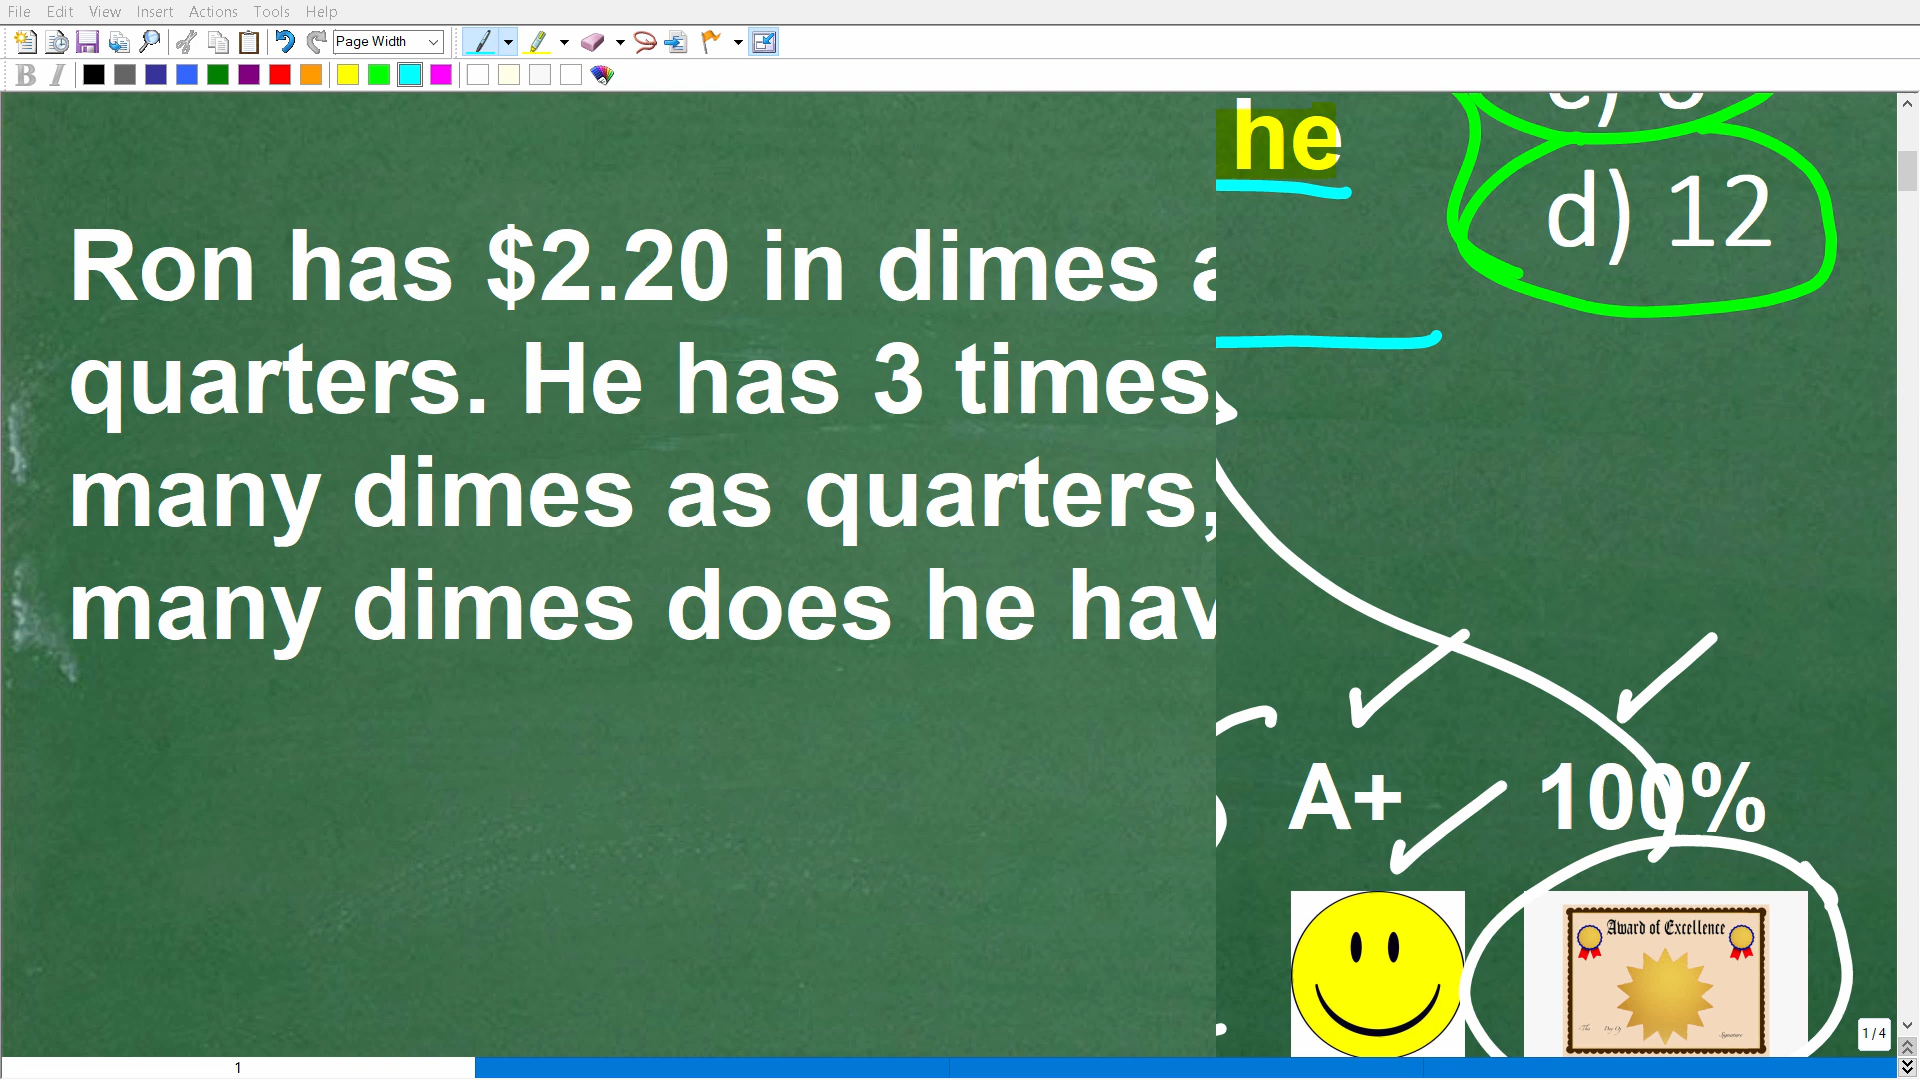 File Edit View Insert Actions Tools Help
Page Width
B I
he
d) 12
Ron has $2.20 in dimes a
quarters. He has 3 times
many dimes as quarters,
many dimes does he hav
A+ 100%
Award of Excellence
1 / 4
1